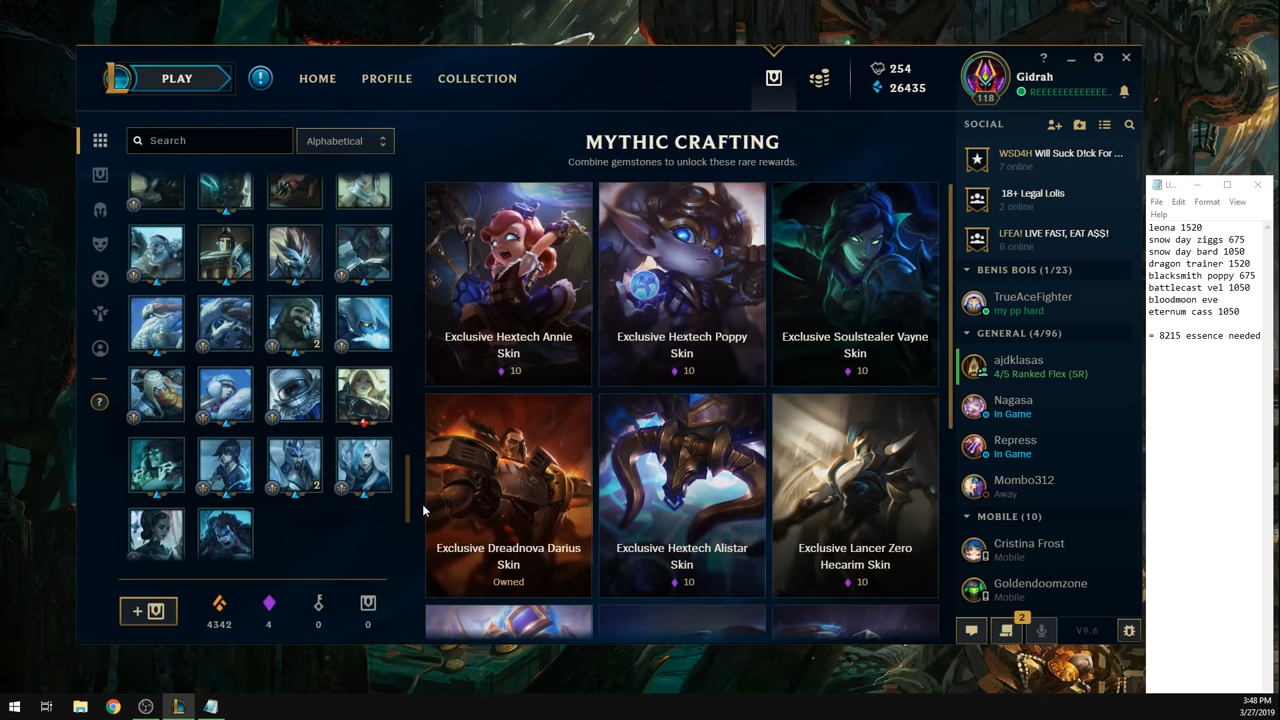 PLAY
!
HOME
PROFILE
COLLECTION
254
26435
?
118
Gidrah
REEEEEEEEEEEEE..
Search
Alphabetical
MYTHIC CRAFTING
Combine gemstones to unlock these rare rewards.
2
2
?
4342
4
0
0
Exclusive Hextech Annie
Skin
10
Exclusive Hextech Poppy
Skin
10
Exclusive Soulstealer Vayne
Skin
10
Exclusive Dreadnova Darius
Skin
Owned
Exclusive Hextech Alistar
Skin
10
Exclusive Lancer Zero
Hecarim Skin
10
SOCIAL
WSD4H Will Suck D!ck For ...
7 online
18+ Legal Lolis
2 online
LFEA! LIVE FAST, EAT A$$!
6 online
BENIS BOIS (1/23)
TrueAceFighter
my pp hard
GENERAL (4/96)
ajdklasas
4/5 Ranked Flex (SR)
Nagasa
In Game
Repress
In Game
Mombo312
Away
MOBILE (10)
Cristina Frost
Mobile
Goldendoomzone
Mobile
2
V9.6
U...
File Edit Format View
Help
leona 1520
snow day ziggs 675
snow day bard 1050
dragon trainer 1520
blacksmith poppy 675
battlecast vel 1050
bloodmoon eve
eternum cass 1050
= 8215 essence needed
3:48 PM
3/27/2019